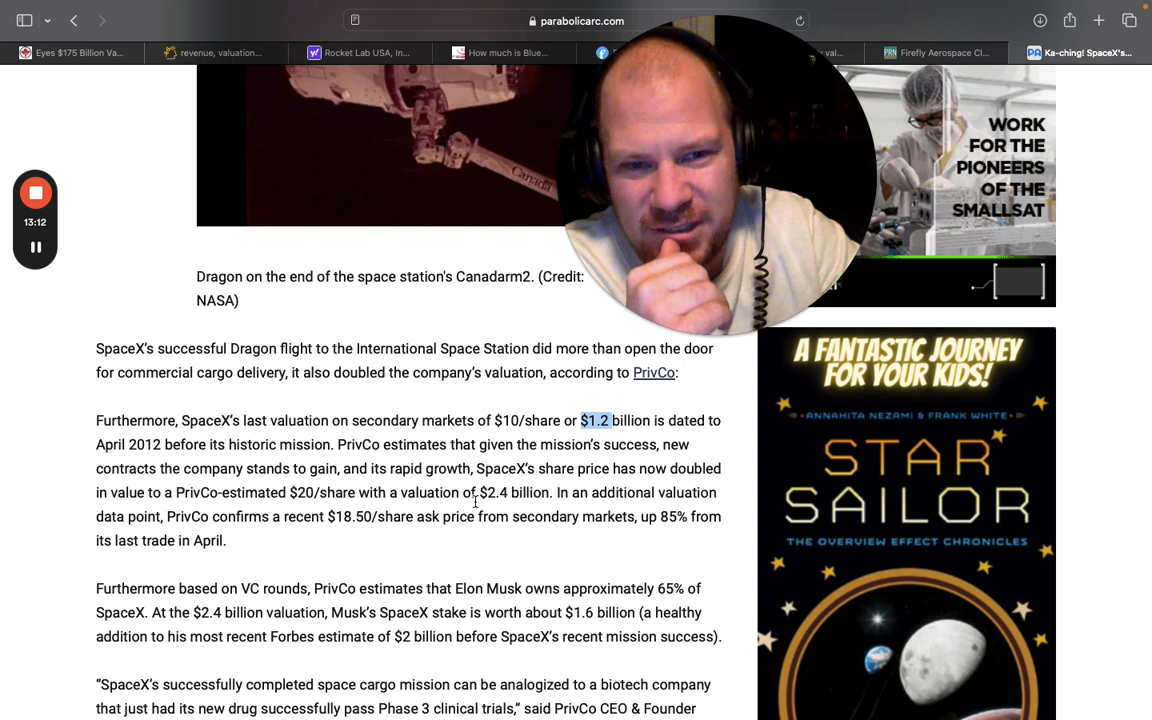 parabolicarc.com
Eyes $175 Billion Va...
revenue, valuation...
Rocket Lab USA, In...
How much is Blue...
val...
Firefly Aerospace Cl...
Ka-ching! SpaceX's...
13:12
Canada
WORK
FOR THE
PIONEERS
OF THE
SMALLSAT
Dragon on the end of the space station's Canadarm2. (Credit:
NASA)
SpaceX's successful Dragon flight to the International Space Station did more than open the door
for commercial cargo delivery, it also doubled the company's valuation, according to PrivCo:
Furthermore, SpaceX's last valuation on secondary markets of $10/share or $1.2 billion is dated to
April 2012 before its historic mission. PrivCo estimates that given the mission's success, new
contracts the company stands to gain, and its rapid growth, SpaceX's share price has now doubled
in value to a PrivCo-estimated $20/share with a valuation of $2.4 billion. In an additional valuation
data point, PrivCo confirms a recent $18.50/share ask price from secondary markets, up 85% from
its last trade in April.
Furthermore based on VC rounds, PrivCo estimates that Elon Musk owns approximately 65% of
SpaceX. At the $2.4 billion valuation, Musk's SpaceX stake is worth about $1.6 billion (a healthy
addition to his most recent Forbes estimate of $2 billion before SpaceX's recent mission success).
"SpaceX's successfully completed space cargo mission can be analogized to a biotech company
that just had its new drug successfully pass Phase 3 clinical trials," said PrivCo CEO & Founder
A FANTASTIC JOURNEY
FOR YOUR KIDS!
ANNAHITA NEZAMI & FRANK WHITE
STAR
SAILOR
THE OVERVIEW EFFECT CHRONICLES